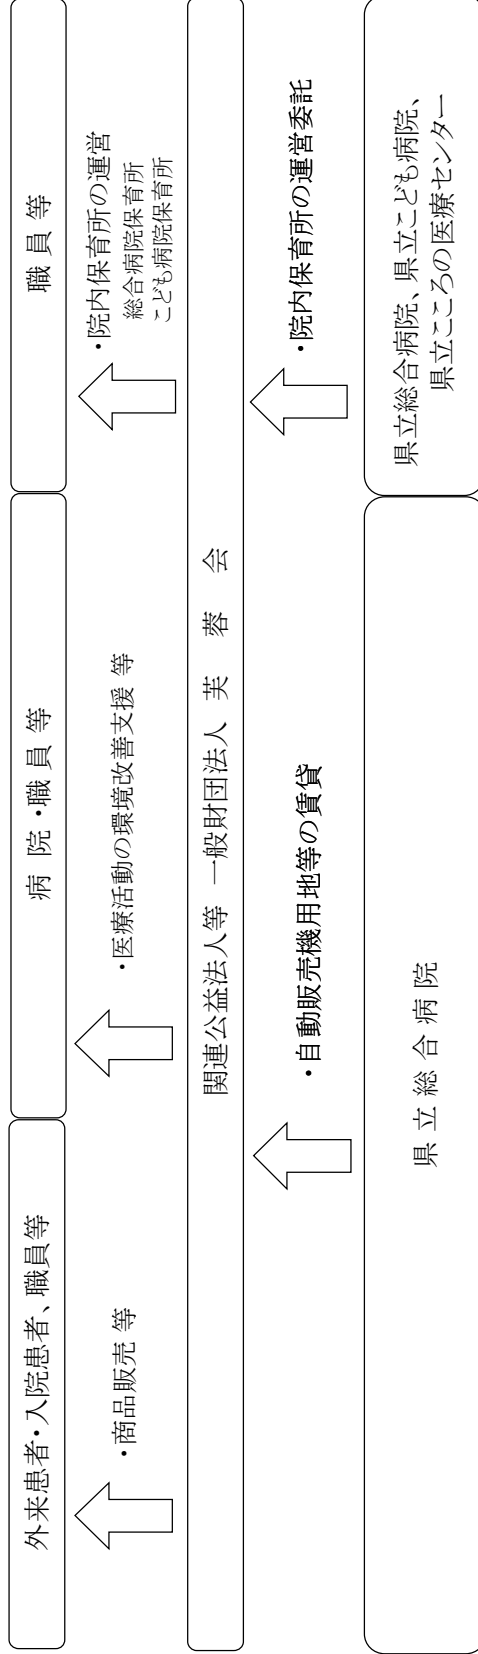 外来患者・入院患者、職員等
病 院 ・職 員 等
職 員 等
・商品販売 等
・医療活動の環境改善支援 等
・院内保育所の運営
総合病院保育所
こども病院保育所
関連公益法人等 一般財団法人 芙 蓉 会
・自動販売機用地等の賃貸
・院内保育所の運営委託
県 立 総 合 病 院
県立総合病院、県立こども病院、
県立こころの医療センター